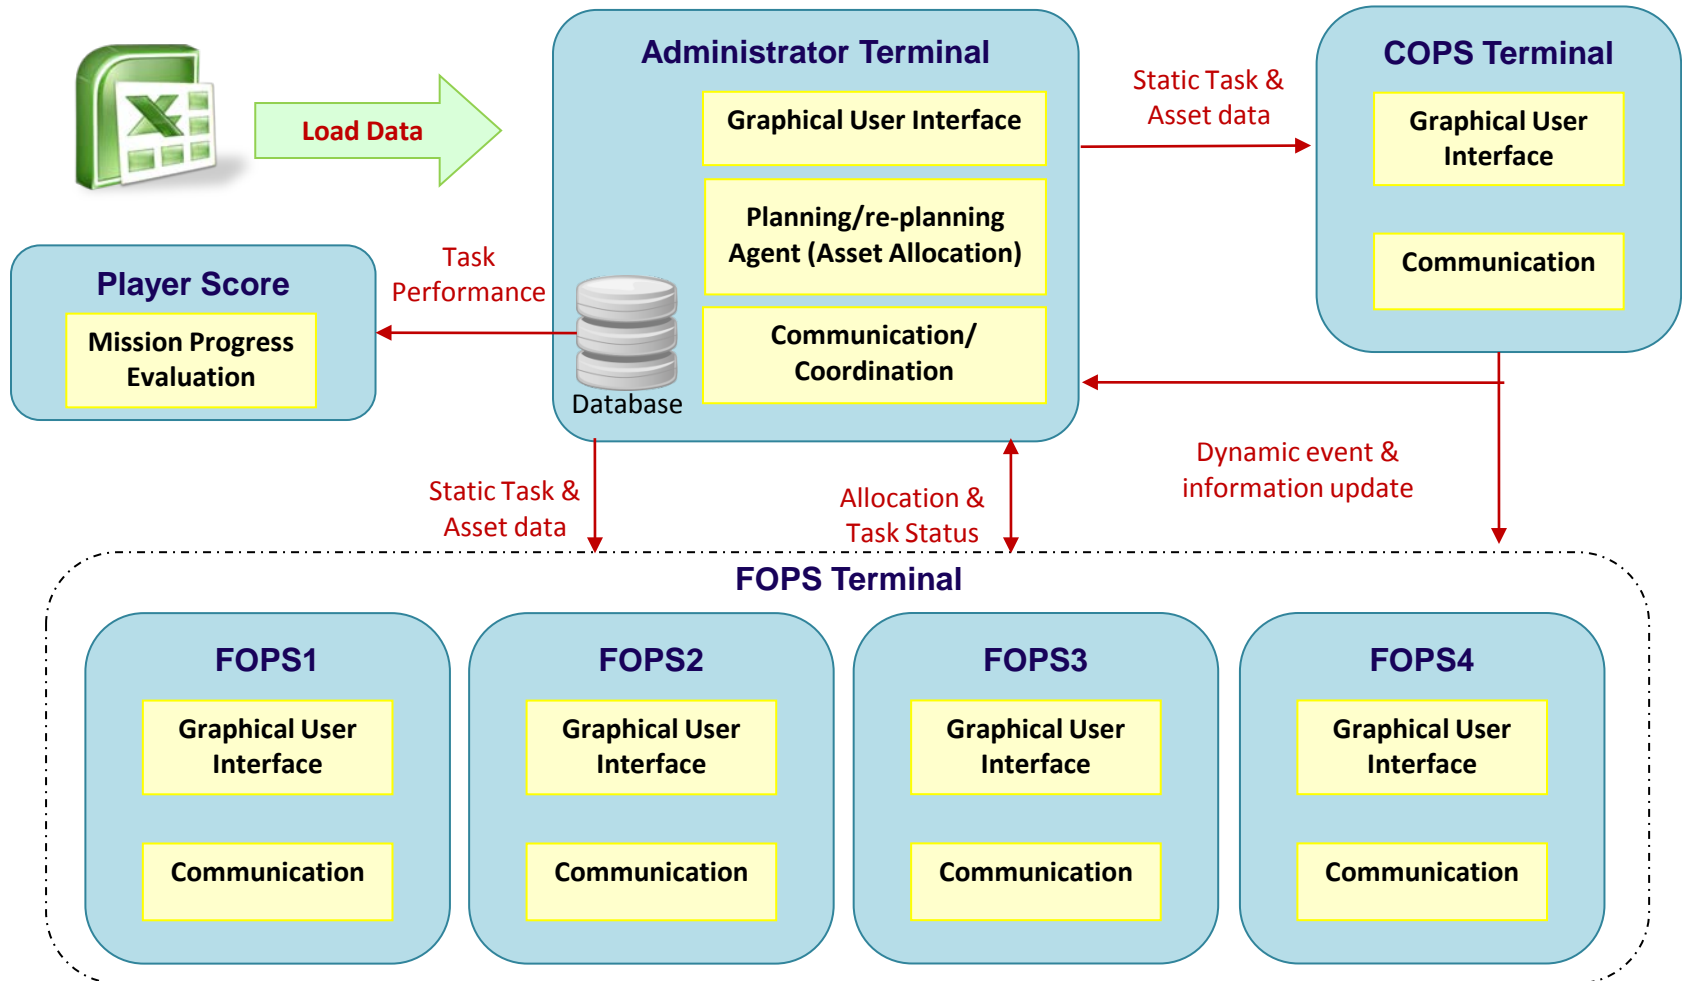 Administrator Terminal
COPS Terminal
Load Data
Graphical User Interface
Static Task &
Asset data
Graphical User
Interface
Planning/re-planning
Agent (Asset Allocation)
Communication
Player Score
Mission Progress
Evaluation
Task
Performance
Communication/
Coordination
Database
Static Task &
Asset data
Allocation &
Task Status
Dynamic event &
information update
FOPS Terminal
FOPS1
Graphical User
Interface
Communication
FOPS2
Graphical User
Interface
Communication
FOPS3
Graphical User
Interface
Communication
FOPS4
Graphical User
Interface
Communication